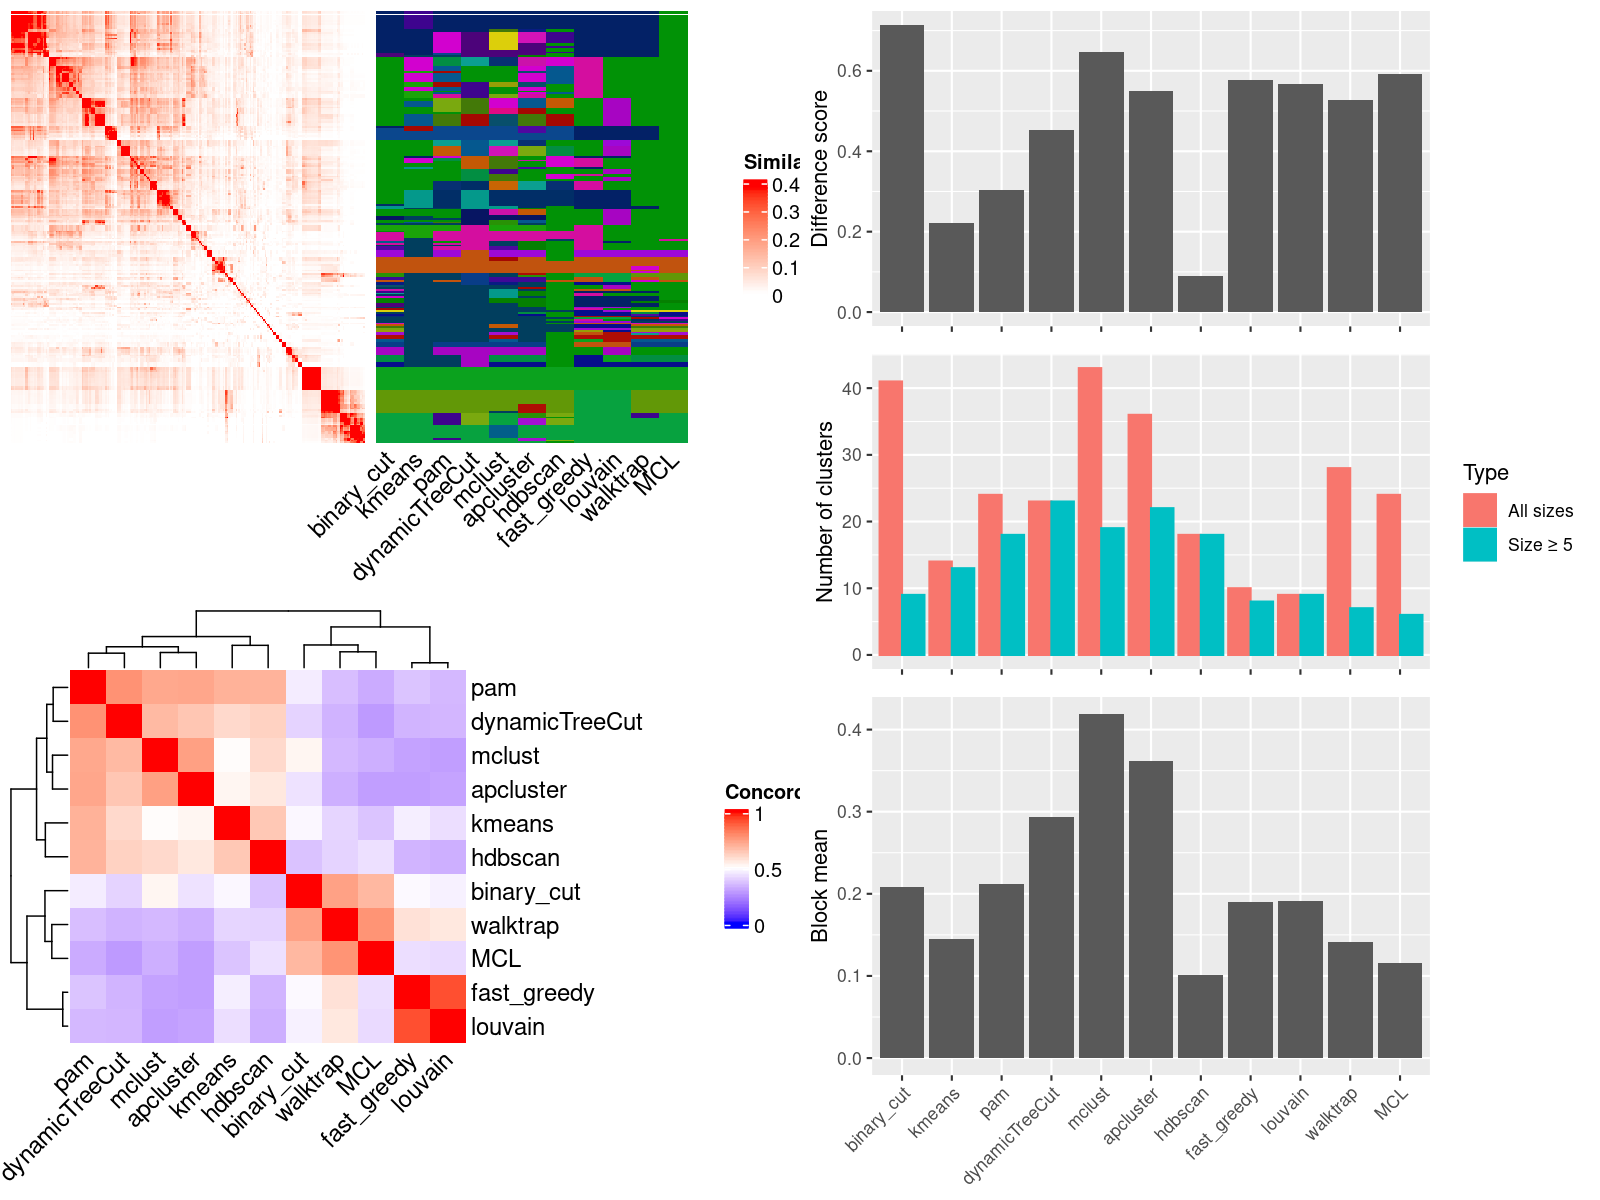 Simila
0.4
0.3
0.2
0.1
0
binary_cut
kmeans
pam
dynamicTreeCut
mclust
apcluster
hdbscan
fast_greedy
louvain
walktrap
MCL
pam
dynamicTreeCut
mclust
apcluster
kmeans
hdbscan
binary_cut
walktrap
MCL
fast_greedy
louvain
Concord
1
0.5
0
pam
dynamicTreeCut
mclust
apcluster
kmeans
hdbscan
binary_cut
walktrap
MCL
fast_greedy
louvain
Difference score
0.6
0.4
0.2
0.0
Number of clusters
40
30
20
10
0
Type
All sizes
Size ≥ 5
Block mean
0.4
0.3
0.2
0.1
0.0
binary_cut
kmeans
pam
dynamicTreeCut
mclust
apcluster
hdbscan
fast_greedy
louvain
walktrap
MCL